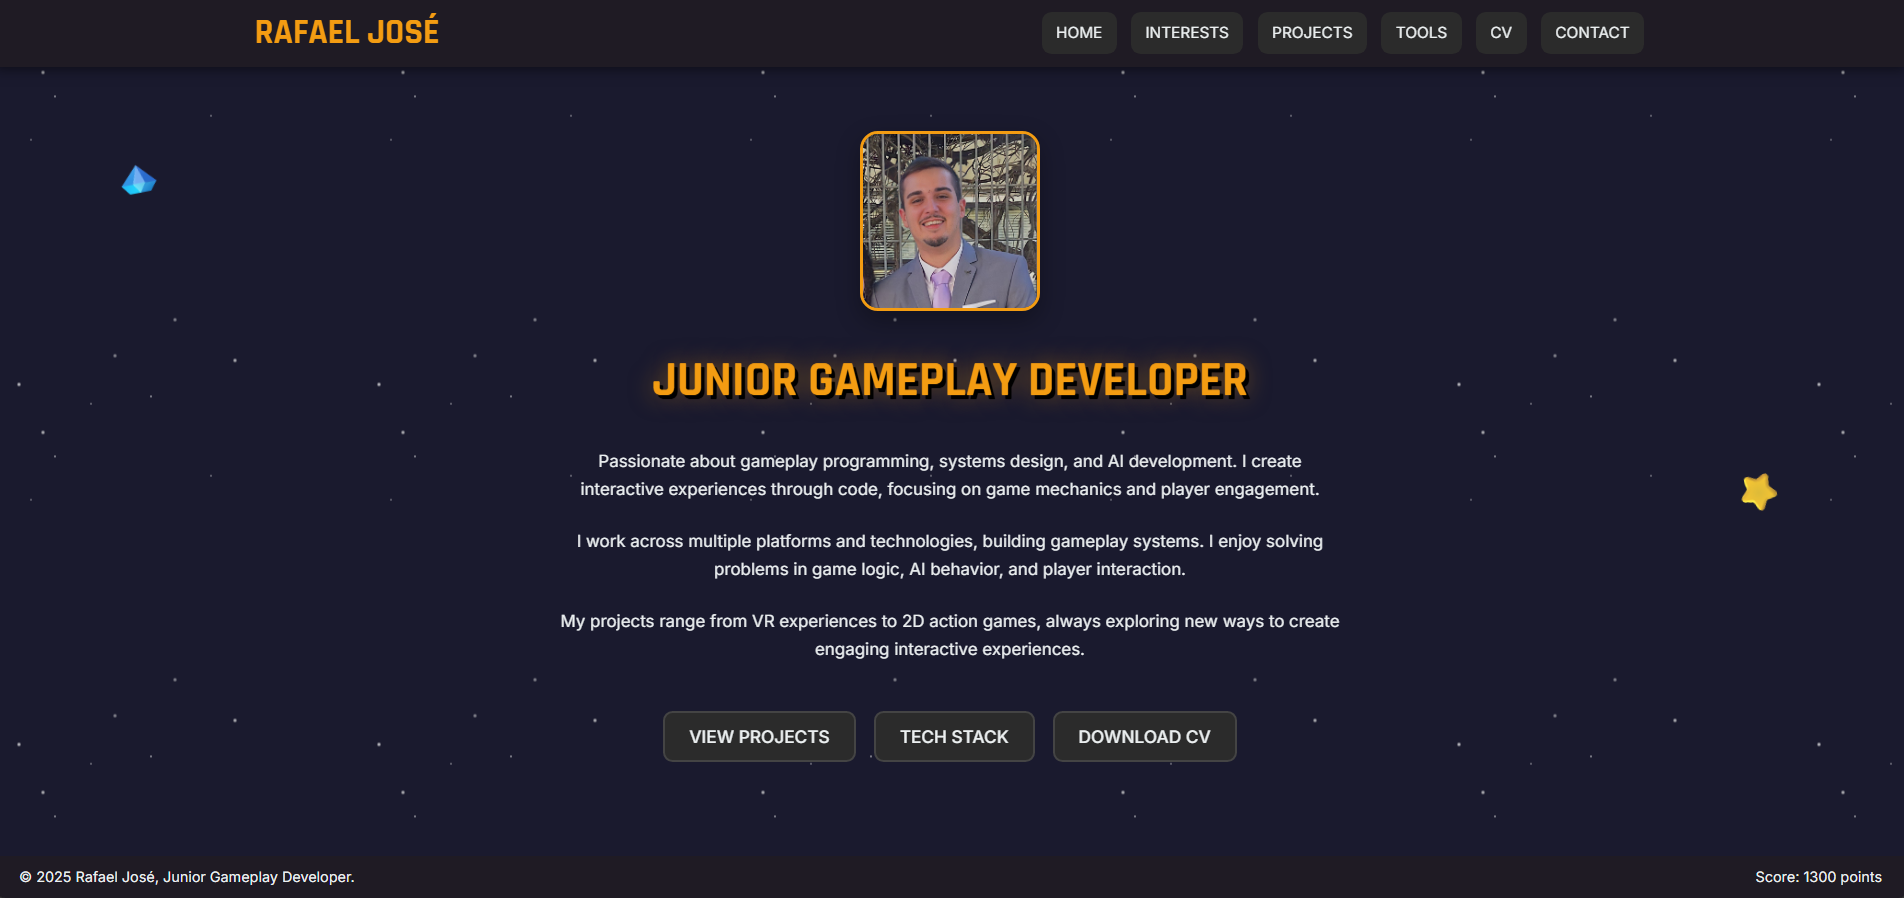 RAFAEL JOSÉ
HOME INTERESTS PROJECTS TOOLS CV CONTACT
JUNIOR GAMEPLAY DEVELOPER
Passionate about gameplay programming, systems design, and AI development. I create
interactive experiences through code, focusing on game mechanics and player engagement.
I work across multiple platforms and technologies, building gameplay systems. I enjoy solving
problems in game logic, AI behavior, and player interaction.
My projects range from VR experiences to 2D action games, always exploring new ways to create
engaging interactive experiences.
VIEW PROJECTS TECH STACK DOWNLOAD CV
© 2025 Rafael José, Junior Gameplay Developer.
Score: 1300 points